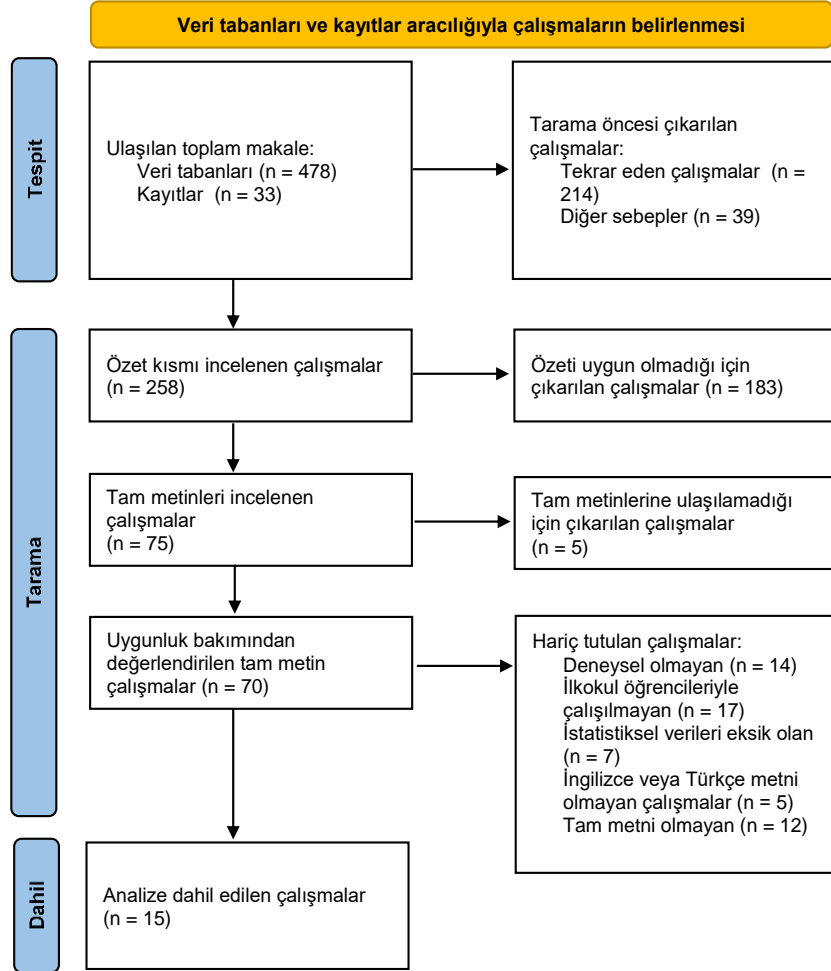 Veri tabanları ve kayıtlar aracılığıyla çalışmaların belirlenmesi
Tespit
Ulaşılan toplam makale:
Veri tabanları (n = 478)
Kayıtlar (n = 33)
Tarama öncesi çıkarılan
çalışmalar:
Tekrar eden çalışmalar (n =
214)
Diğer sebepler (n = 39)
Tarama
Özet kısmı incelenen çalışmalar
(n = 258)
Özeti uygun olmadığı için
çıkarılan çalışmalar (n = 183)
Tam metinleri incelenen
çalışmalar
(n = 75)
Tam metinlerine ulaşılamadığı
için çıkarılan çalışmalar
(n = 5)
Uygunluk bakımından
değerlendirilen tam metin
çalışmalar (n = 70)
Hariç tutulan çalışmalar:
Deneysel olmayan (n = 14)
İlkokul öğrencileriyle
çalışılmayan (n = 17)
İstatistiksel verileri eksik olan
(n = 7)
İngilizce veya Türkçe metni
olmayan çalışmalar (n = 5)
Tam metni olmayan (n = 12)
Dahil
Analize dahil edilen çalışmalar
(n = 15)